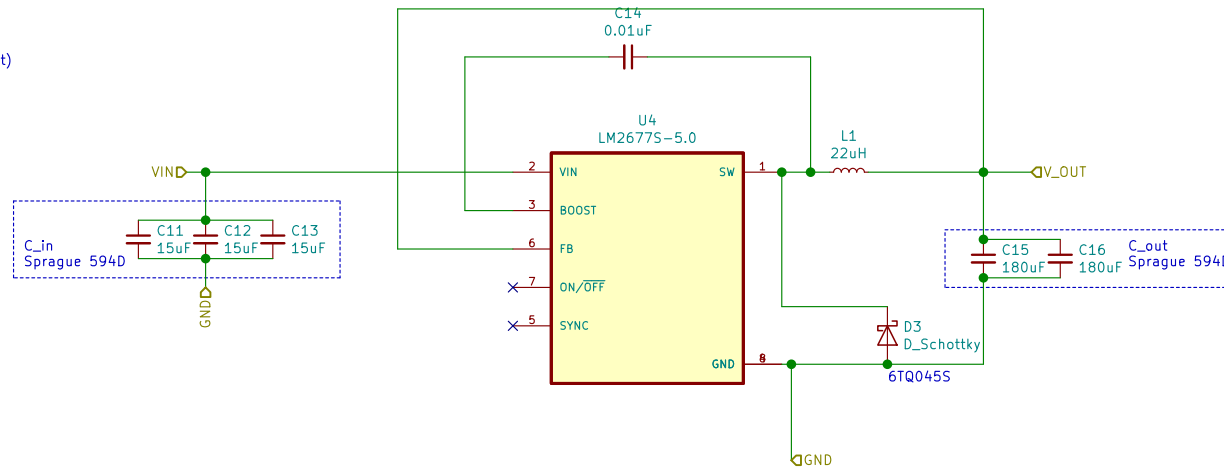 t)
C14
0.01uF
U4
LM2677S-5.0
L1
22uH
VIN
2
VIN
SW
1
V_OUT
3
BOOST
C11
15uF
C12
15uF
C13
15uF
C_in
Sprague 594D
6
FB
C15
180uF
C16
180uF
C_out
Sprague 594D
7
ON/OFF
GND
5
SYNC
D3
D_Schottky
GND
6TQ045S
GND